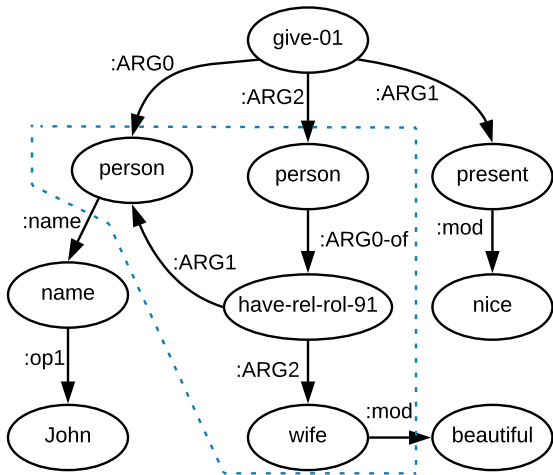 give-01
:ARG0
:ARG2
:ARG1
person
person
present
:name
:ARG1
:ARG0-of
:mod
name
have-rel-rol-91
nice
:op1
:ARG2
:mod
John
wife
beautiful